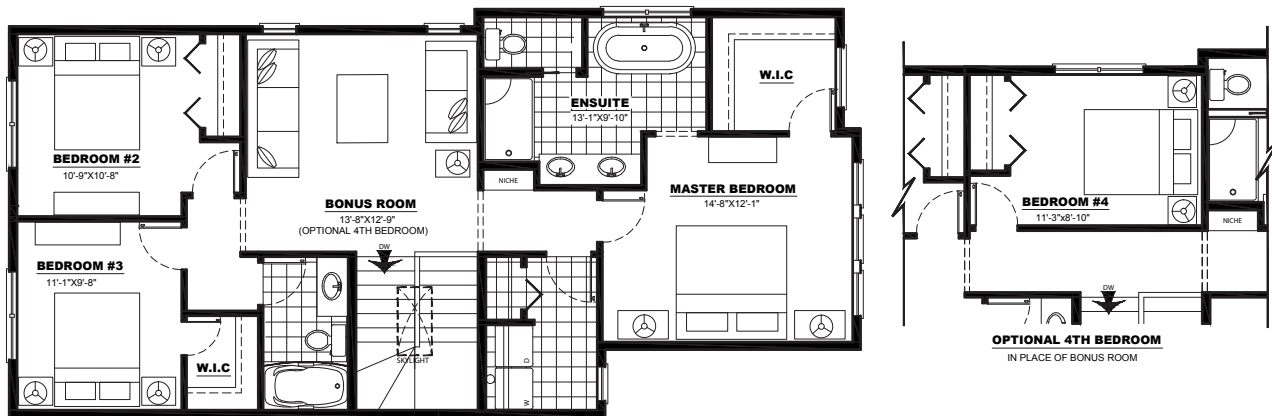 W.I.C
ENSUITE
13'-1"X9'-10"
BEDROOM #2
10'-9"X10'-8"
NICHE
MASTER BEDROOM
14'-8"X12'-1"
BONUS ROOM
13'-8"X12'-9"
(OPTIONAL 4TH BEDROOM)
DW
BEDROOM #3
11'-1"X9'-8"
SKYLIGHT
W.I.C
D
W
BEDROOM #4
11'-3"x8'-10"
NICHE
DW
OPTIONAL 4TH BEDROOM
IN PLACE OF BONUS ROOM